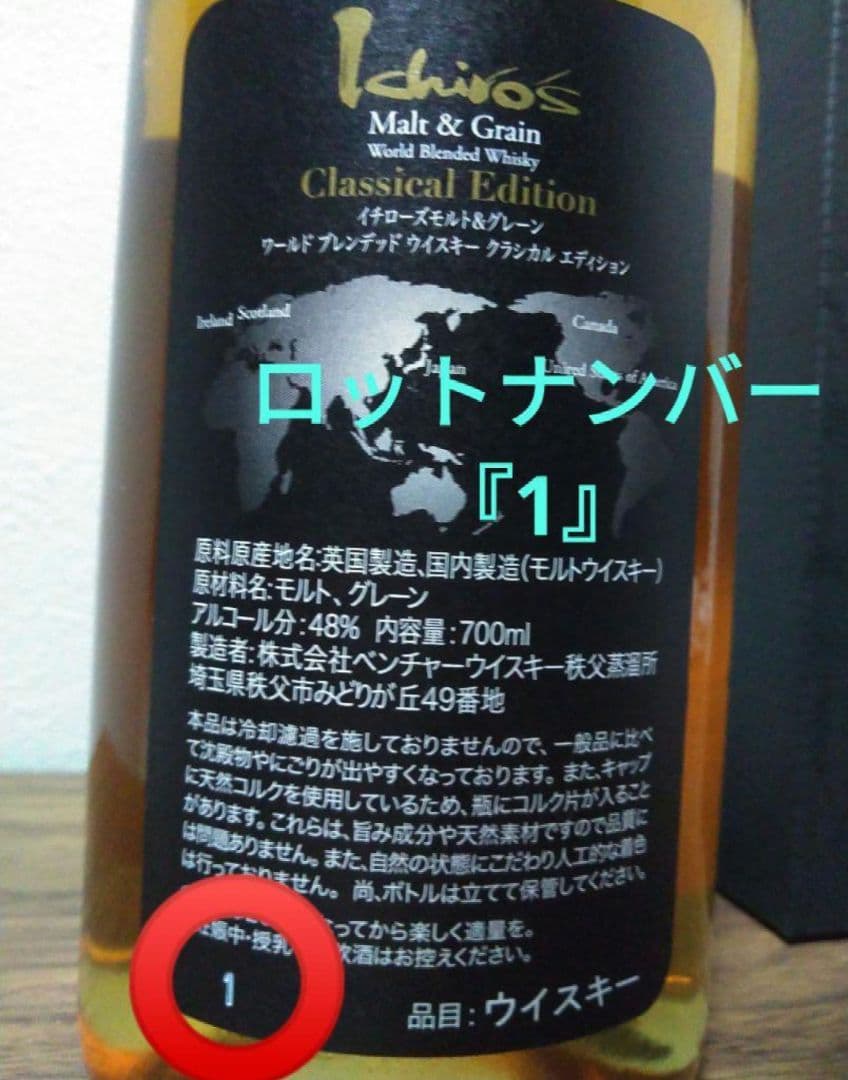 Ichiro's
Malt & Grain
World Blended Whisky
Classical Edition
イチローズモルト&グレーン
ワールド ブレンデッド ウイスキー クラシカル エディション
Ireland Scotland
Canada
Japan
United States of America
ロットナンバー
『1』
原料原産地名:英国製造、国内製造(モルトウイスキー)
原材料名:モルト、グレーン
アルコール分:48% 内容量:700ml
製造者:株式会社ベンチャーウイスキー秩父蒸溜所
埼玉県秩父市みどりが丘49番地
本品は冷却濾過を施しておりませんので、一般品に比べ
て沈殿物やにごりが出やすくなっております。また、キャップ
に天然コルクを使用しているため、瓶にコルク片が入ること
があります。これらは、旨み成分や天然素材ですので品質に
は問題ありません。また、自然の状態にこだわり人工的な着色
は行っておりません。尚、ボトルは立てて保管してください。
ってから楽しく適量を。
妊娠中・授乳 飲酒はお控えください。
1
品目:ウイスキー